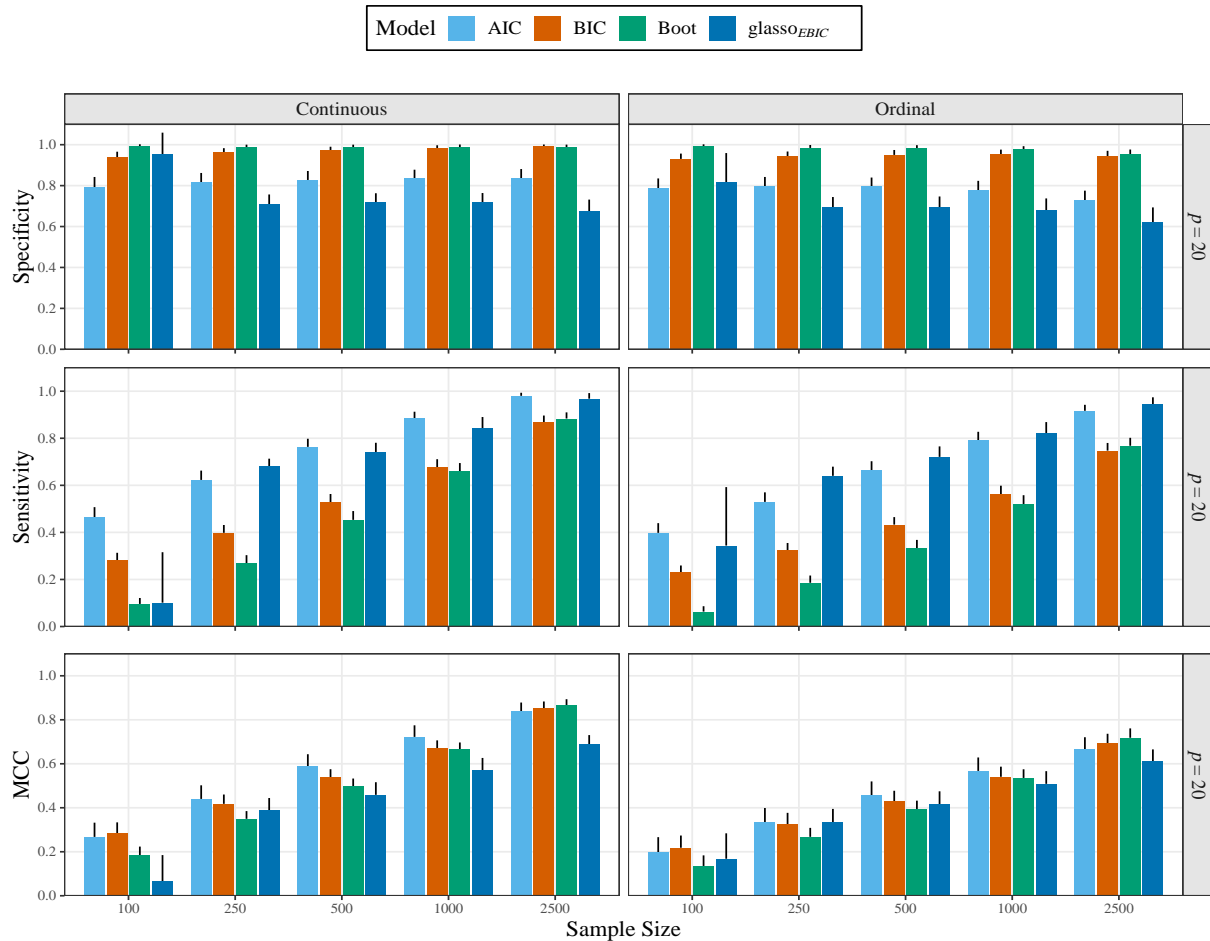 Model AIC BIC Boot glassoEBIC
Continuous Ordinal
Specificity
1.0
0.8
0.6
0.4
0.2
0.0
p = 20
Sensitivity
1.0
0.8
0.6
0.4
0.2
0.0
p = 20
MCC
1.0
0.8
0.6
0.4
0.2
0.0
p = 20
100 250 500 1000 2500 100 250 500 1000 2500
Sample Size